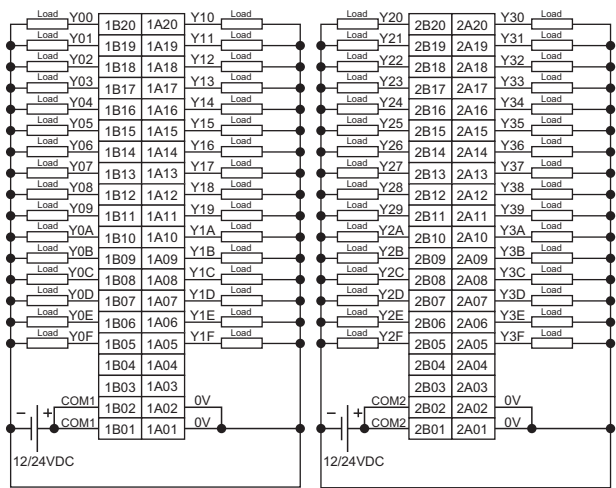 Load Y00 1B20 1A20 Y10 Load Load Y20 2B20 2A20 Y30 Load
Load Y01 1B19 1A19 Y11 Load Load Y21 2B19 2A19 Y31 Load
Load Y02 1B18 1A18 Y12 Load Load Y22 2B18 2A18 Y32 Load
Load Y03 1B17 1A17 Y13 Load Load Y23 2B17 2A17 Y33 Load
Load Y04 1B16 1A16 Y14 Load Load Y24 2B16 2A16 Y34 Load
Load Y05 1B15 1A15 Y15 Load Load Y25 2B15 2A15 Y35 Load
Load Y06 1B14 1A14 Y16 Load Load Y26 2B14 2A14 Y36 Load
Load Y07 1B13 1A13 Y17 Load Load Y27 2B13 2A13 Y37 Load
Load Y08 1B12 1A12 Y18 Load Load Y28 2B12 2A12 Y38 Load
Load Y09 1B11 1A11 Y19 Load Load Y29 2B11 2A11 Y39 Load
Load Y0A 1B10 1A10 Y1A Load Load Y2A 2B10 2A10 Y3A Load
Load Y0B 1B09 1A09 Y1B Load Load Y2B 2B09 2A09 Y3B Load
Load Y0C 1B08 1A08 Y1C Load Load Y2C 2B08 2A08 Y3C Load
Load Y0D 1B07 1A07 Y1D Load Load Y2D 2B07 2A07 Y3D Load
Load Y0E 1B06 1A06 Y1E Load Load Y2E 2B06 2A06 Y3E Load
Load Y0F 1B05 1A05 Y1F Load Load Y2F 2B05 2A05 Y3F Load
1B04 1A04 2B04 2A04
1B03 1A03 2B03 2A03
− + COM1 1B02 1A02 0V − + COM2 2B02 2A02 0V
COM1 1B01 1A01 0V COM2 2B01 2A01 0V
12/24VDC 12/24VDC